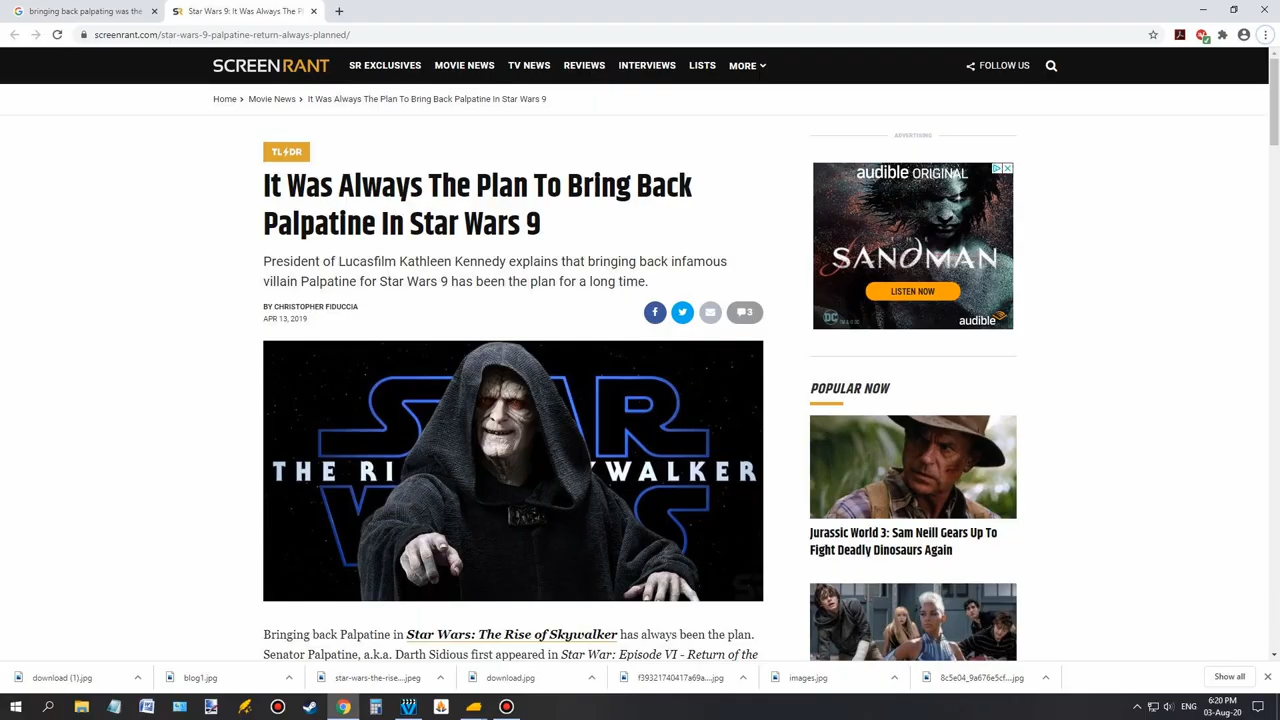 bringing back palpating was the
Star Wars 9: It Was Always The Pl
screenrant.com/star-wars-9-palpatine-return-always-planned/
SCREENRANT
SR EXCLUSIVES
MOVIE NEWS
TV NEWS
REVIEWS
INTERVIEWS
LISTS
MORE
FOLLOW US
Home > Movie News > It Was Always The Plan To Bring Back Palpatine In Star Wars 9
TL DR
It Was Always The Plan To Bring Back
Palpatine In Star Wars 9
President of Lucasfilm Kathleen Kennedy explains that bringing back infamous
villain Palpatine for Star Wars 9 has been the plan for a long time.
BY CHRISTOPHER FIDUCCIA
APR 13, 2019
3
STAR
THE RI YWALKER
WARS
Bringing back Palpatine in Star Wars: The Rise of Skywalker has always been the plan.
Senator Palpatine, a.k.a. Darth Sidious first appeared in Star War: Episode VI - Return of the
ADVERTISING
audible ORIGINAL
THE
SANDMAN
LISTEN NOW
DC
audible
POPULAR NOW
Jurassic World 3: Sam Neill Gears Up To
Fight Deadly Dinosaurs Again
download (1).jpg
blog1.jpg
star-wars-the-rise....jpeg
download.jpg
f39321740417a69a....jpg
images.jpg
8c5e04_9a676e5cf....jpg
Show all
ENG
6:20 PM
03-Aug-20